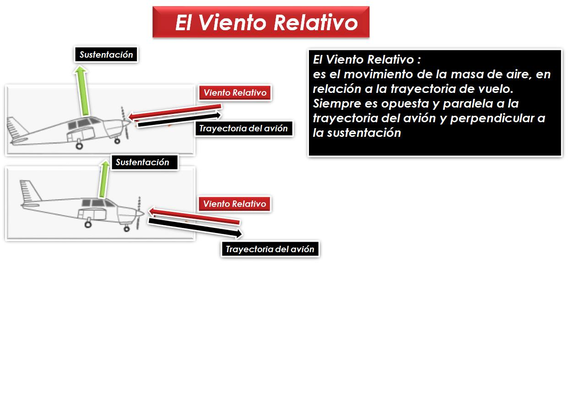 El Viento Relativo
Sustentación
Viento Relativo
Trayectoria del avión
Sustentación
Viento Relativo
Trayectoria del avión
El Viento Relativo :
es el movimiento de la masa de aire, en
relación a la trayectoria de vuelo.
Siempre es opuesta y paralela a la
trayectoria del avión y perpendicular a
la sustentación